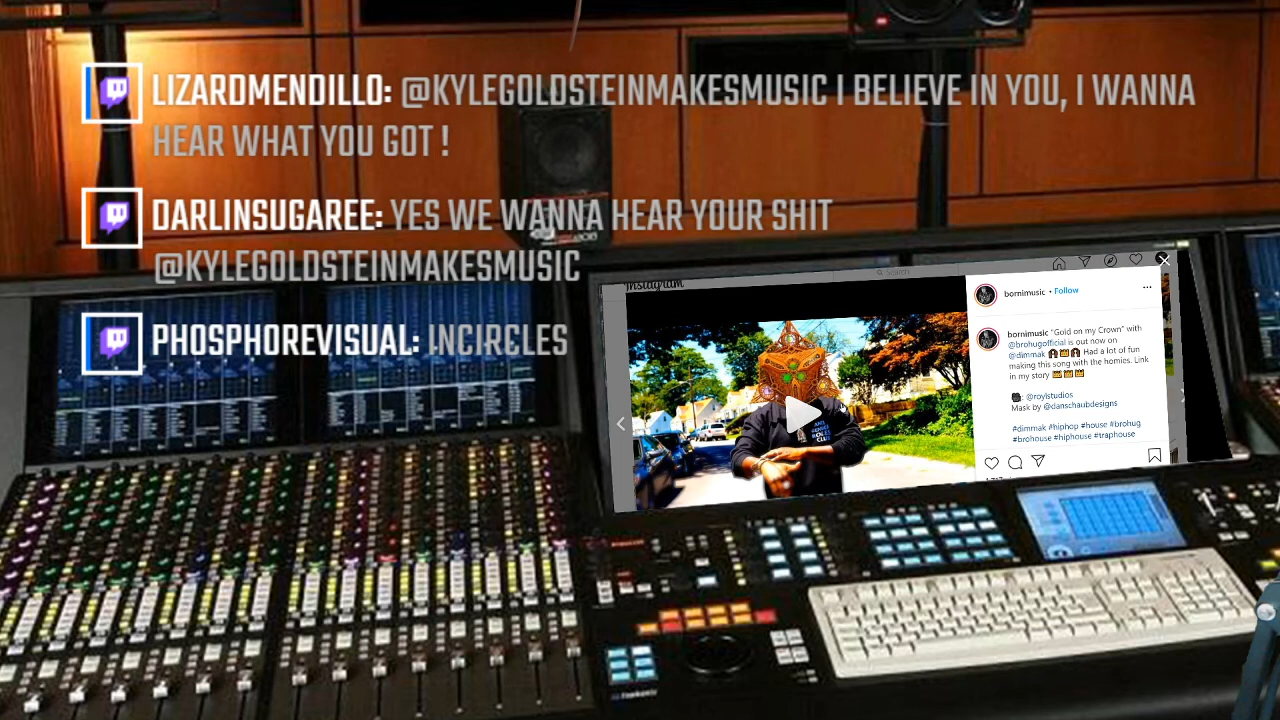 LIZARDMENDILLO: @KYLEGOLDSTEINMAKESMUSIC I BELIEVE IN YOU, I WANNA
HEAR WHAT YOU GOT !
DARLINSUGAREE: YES WE WANNA HEAR YOUR SHIT
@KYLEGOLDSTEINMAKESMUSIC
PHOSPHOREVISUAL: INCIRCLES
Instagram
Search
bornimusic • Follow
bornimusic "Gold on my Crown" with
@brohugofficial is out now on
@dimmak Had a lot of fun
making this song with the homies. Link
in my story
: @roylstudios
Mask by @danschaubdesigns
#dimmak #hiphop #house #brohug
#brohouse #hiphouse #traphouse